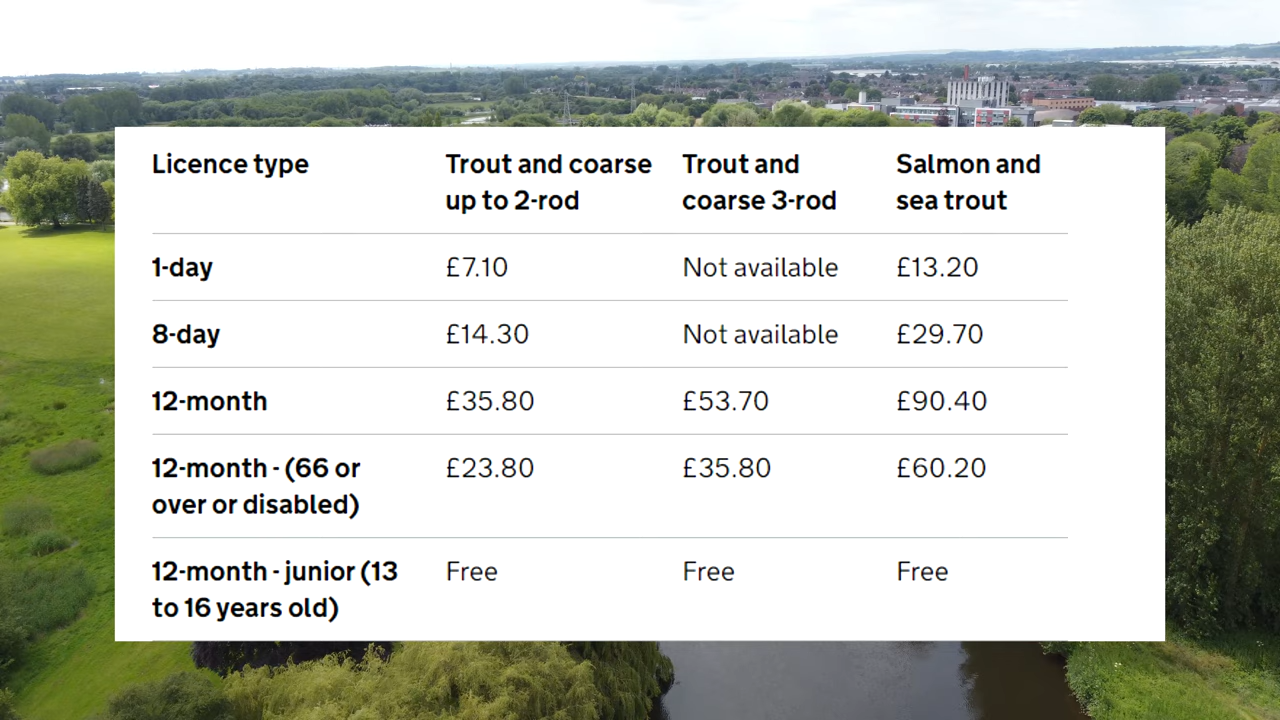 Licence type Trout and coarse up to 2-rod Trout and coarse 3-rod Salmon and sea trout
1-day £7.10 Not available £13.20
8-day £14.30 Not available £29.70
12-month £35.80 £53.70 £90.40
12-month - (66 or over or disabled) £23.80 £35.80 £60.20
12-month - junior (13 to 16 years old) Free Free Free